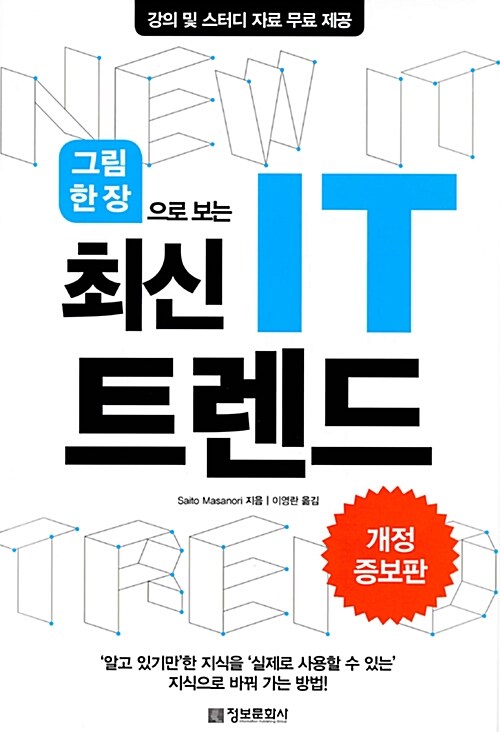 강의 및 스터디 자료 무료 제공
NEW IT
그림
한 장
으로 보는
최신 IT
트렌드
Saito Masanori 지음 | 이영란 옮김
TREND
개정
증보판
‘알고 있기만’한 지식을 ‘실제로 사용할 수 있는’
지식으로 바꿔 가는 방법!
정보문화사